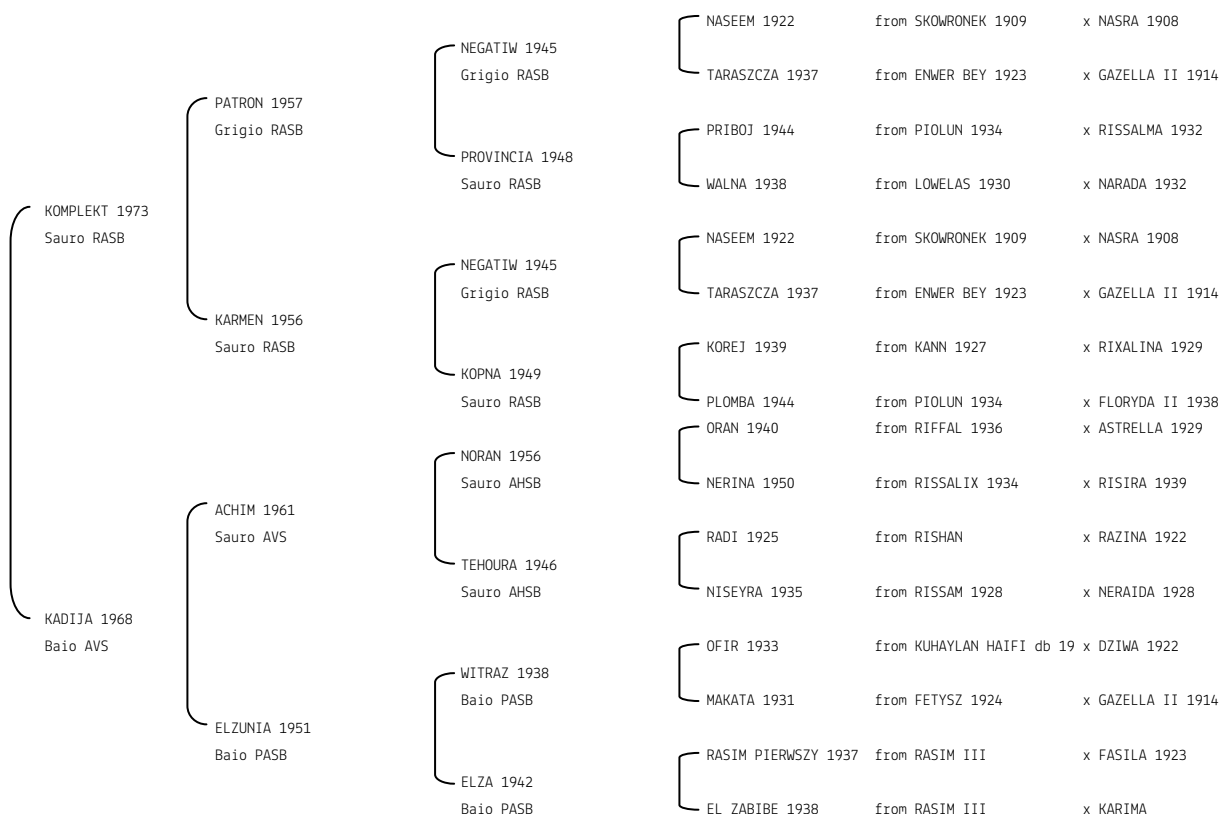 NASEEM 1922 from SKOWRONEK 1909 x NASRA 1908
NEGATIW 1945
Grigio RASB
TARASZCZA 1937 from ENWER BEY 1923 x GAZELLA II 1914
PATRON 1957
Grigio RASB
PRIBOJ 1944 from PIOLUN 1934 x RISSALMA 1932
PROVINCIA 1948
Sauro RASB
WALNA 1938 from LOWELAS 1930 x NARADA 1932
KOMPLEKT 1973
Sauro RASB
NASEEM 1922 from SKOWRONEK 1909 x NASRA 1908
NEGATIW 1945
Grigio RASB
TARASZCZA 1937 from ENWER BEY 1923 x GAZELLA II 1914
KARMEN 1956
Sauro RASB
KOREJ 1939 from KANN 1927 x RIXALINA 1929
KOPNA 1949
Sauro RASB
PLOMBA 1944 from PIOLUN 1934 x FLORYDA II 1938
ORAN 1940 from RIFFAL 1936 x ASTRELLA 1929
NORAN 1956
Sauro AHSB
NERINA 1950 from RISSALIX 1934 x RISIRA 1939
ACHIM 1961
Sauro AVS
RADI 1925 from RISHAN x RAZINA 1922
TEHOURA 1946
Sauro AHSB
NISEYRA 1935 from RISSAM 1928 x NERAIDA 1928
KADIJA 1968
Baio AVS
OFIR 1933 from KUHAYLAN HAIFI db 19 x DZIWA 1922
WITRAZ 1938
Baio PASB
MAKATA 1931 from FETYSZ 1924 x GAZELLA II 1914
ELZUNIA 1951
Baio PASB
RASIM PIERWSZY 1937 from RASIM III x FASILA 1923
ELZA 1942
Baio PASB
EL ZABIBE 1938 from RASIM III x KARIMA